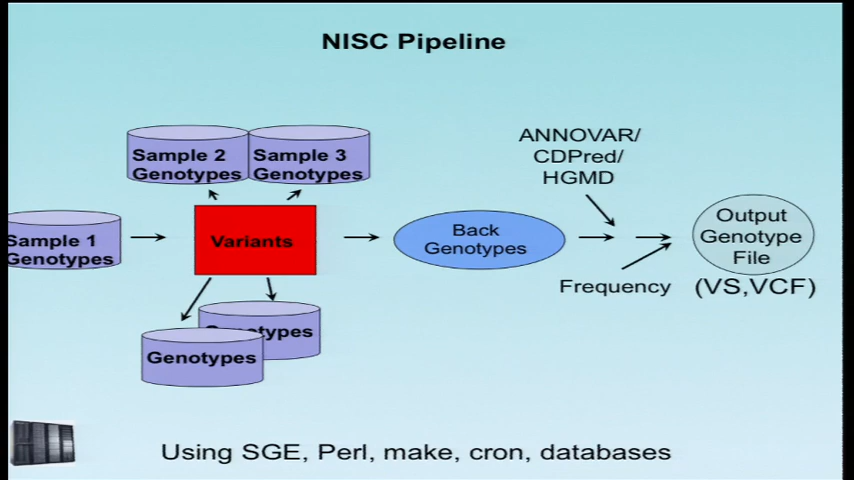 NISC Pipeline
Sample 2
Genotypes
Sample 3
Genotypes
ANNOVAR/
CDPred/
HGMD
Sample 1
Genotypes
Variants
Back
Genotypes
Output
Genotype
File
Frequency
(VS,VCF)
Genotypes
Genotypes
Using SGE, Perl, make, cron, databases